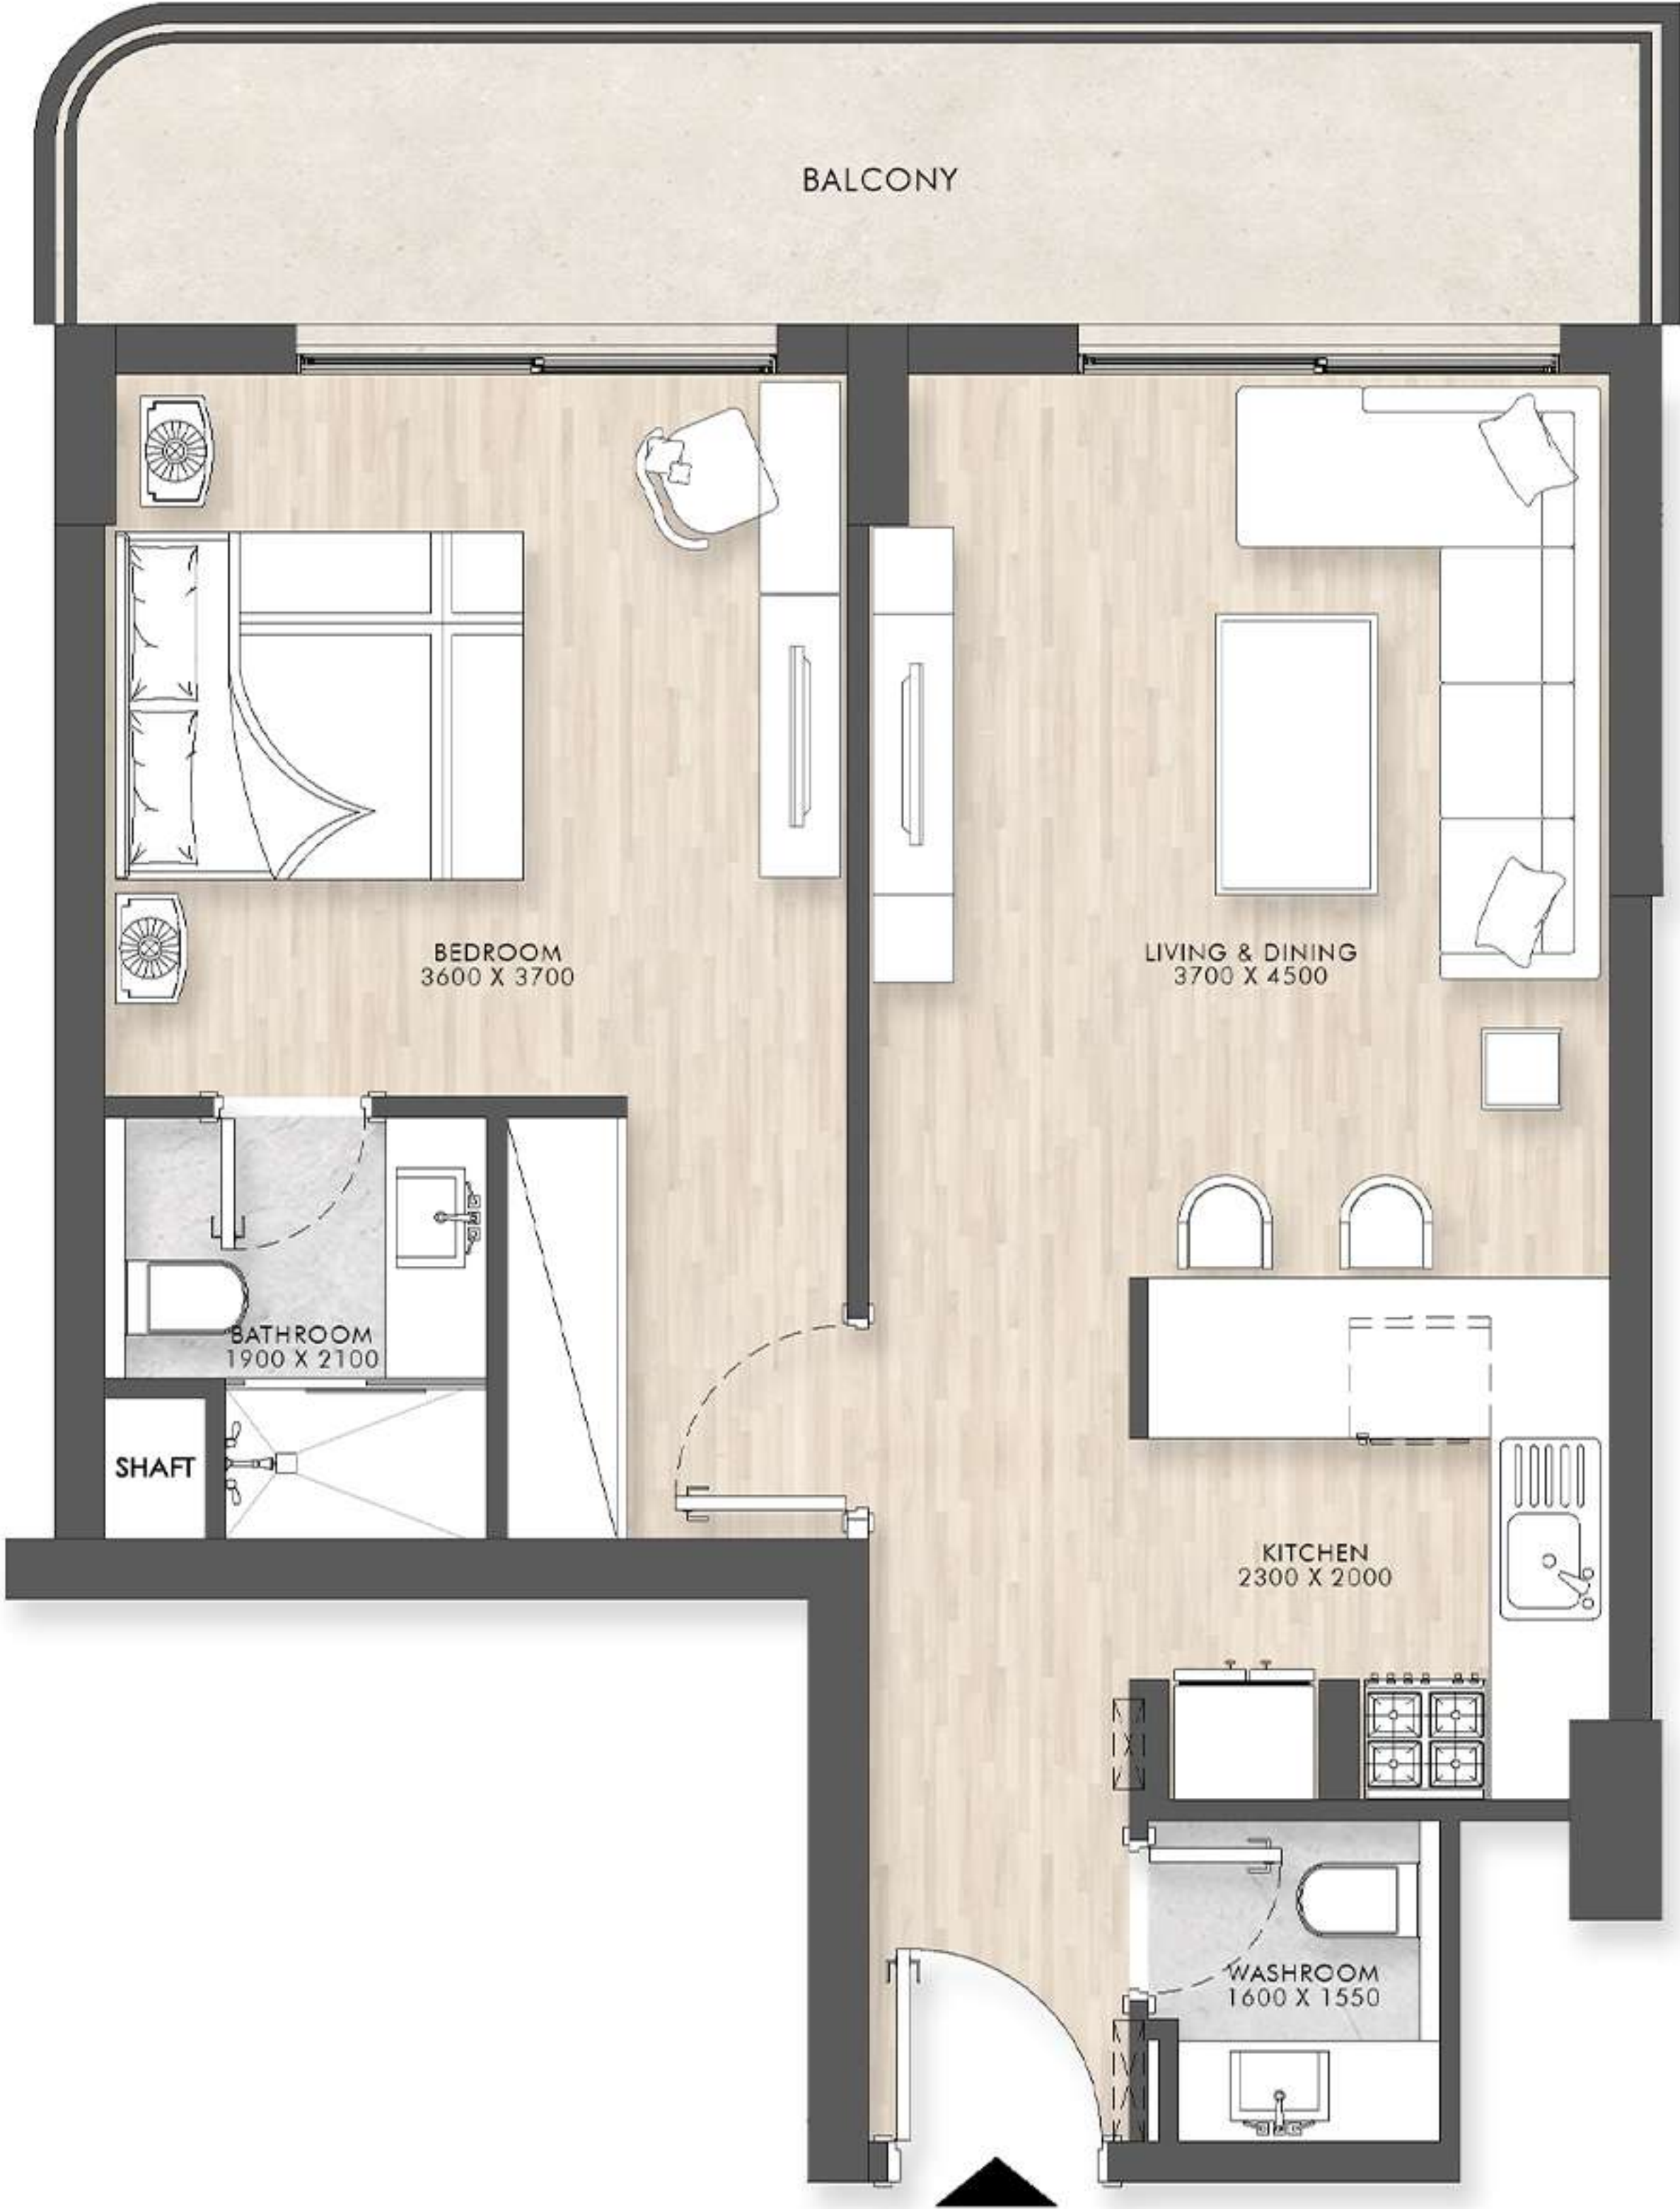 BALCONY
BEDROOM
3600 X 3700
LIVING & DINING
3700 X 4500
BATHROOM
1900 X 2100
SHAFT
KITCHEN
2300 X 2000
WASHROOM
1600 X 1550